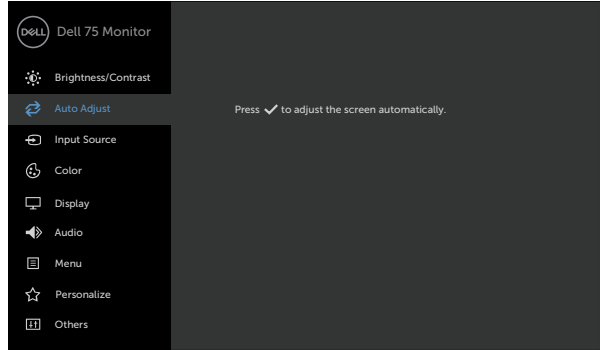 DELL Dell 75 Monitor
Brightness/Contrast
Auto Adjust
Press ✓ to adjust the screen automatically.
Input Source
Color
Display
Audio
Menu
Personalize
Others